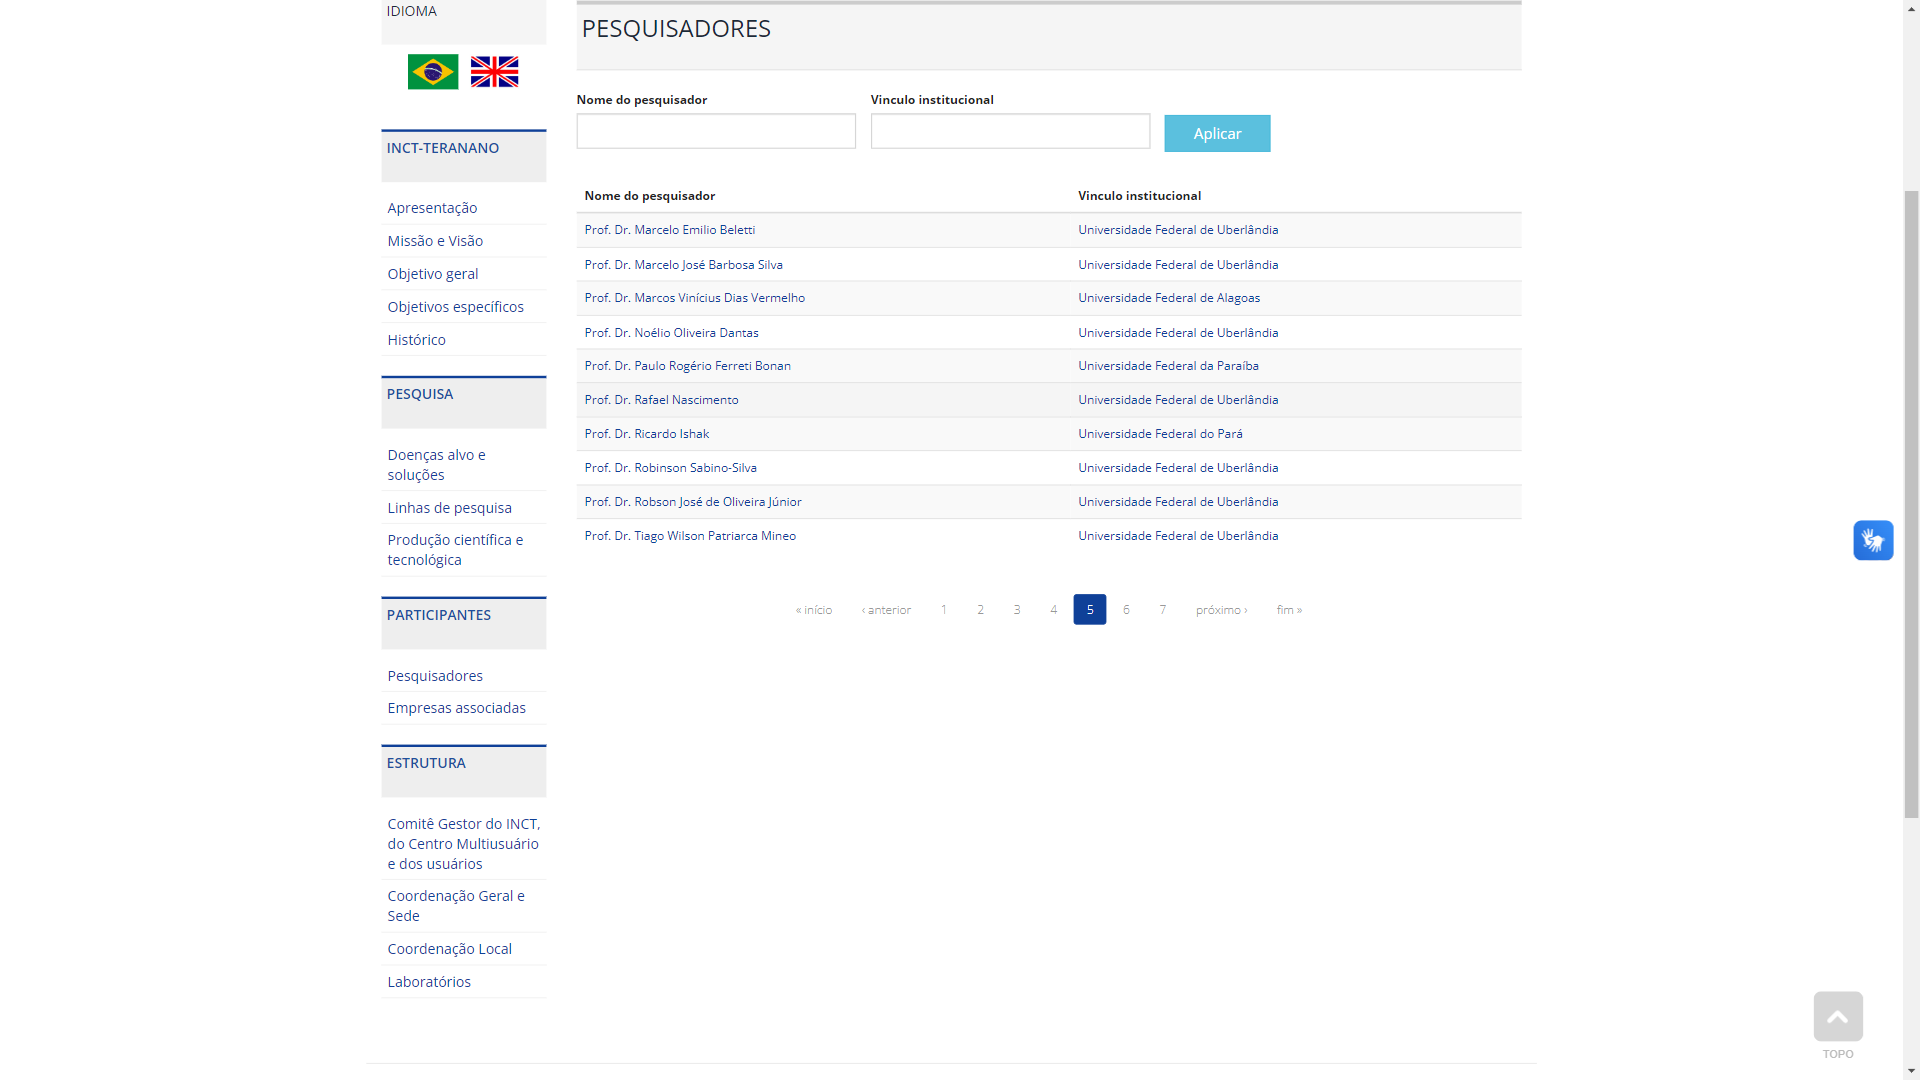 IDIOMA
INCT-TERANANO
Apresentação
Missão e Visão
Objetivo geral
Objetivos específicos
Histórico
PESQUISA
Doenças alvo e
soluções
Linhas de pesquisa
Produção científica e
tecnológica
PARTICIPANTES
Pesquisadores
Empresas associadas
ESTRUTURA
Comitê Gestor do INCT,
do Centro Multiusuário
e dos usuários
Coordenação Geral e
Sede
Coordenação Local
Laboratórios
PESQUISADORES
Nome do pesquisador Vinculo institucional
Aplicar
Nome do pesquisador Vinculo institucional
Prof. Dr. Marcelo Emilio Beletti Universidade Federal de Uberlândia
Prof. Dr. Marcelo José Barbosa Silva Universidade Federal de Uberlândia
Prof. Dr. Marcos Vinícius Dias Vermelho Universidade Federal de Alagoas
Prof. Dr. Noélio Oliveira Dantas Universidade Federal de Uberlândia
Prof. Dr. Paulo Rogério Ferreti Bonan Universidade Federal da Paraíba
Prof. Dr. Rafael Nascimento Universidade Federal de Uberlândia
Prof. Dr. Ricardo Ishak Universidade Federal do Pará
Prof. Dr. Robinson Sabino-Silva Universidade Federal de Uberlândia
Prof. Dr. Robson José de Oliveira Júnior Universidade Federal de Uberlândia
Prof. Dr. Tiago Wilson Patriarca Mineo Universidade Federal de Uberlândia
« início ‹ anterior 1 2 3 4 5 6 7 próximo › fim »
TOPO